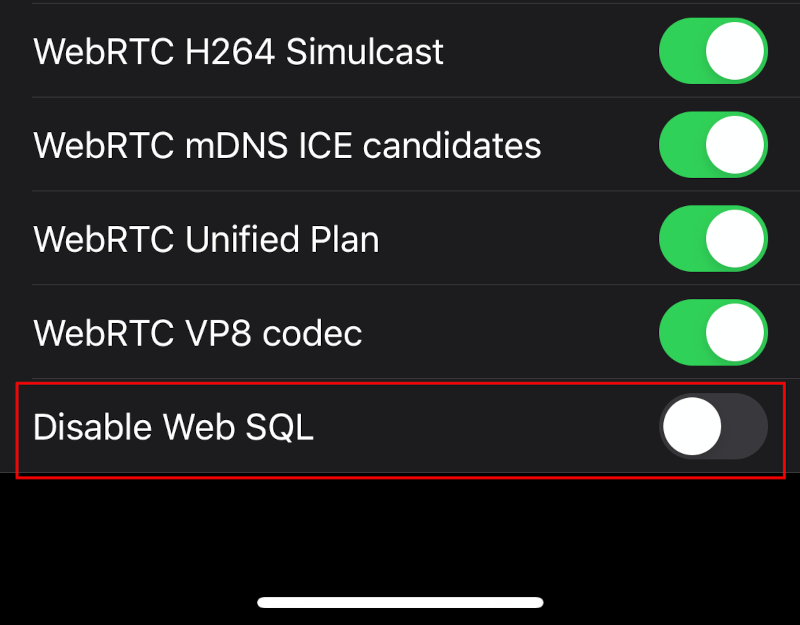 WebRTC H264 Simulcast
WebRTC mDNS ICE candidates
WebRTC Unified Plan
WebRTC VP8 codec
Disable Web SQL